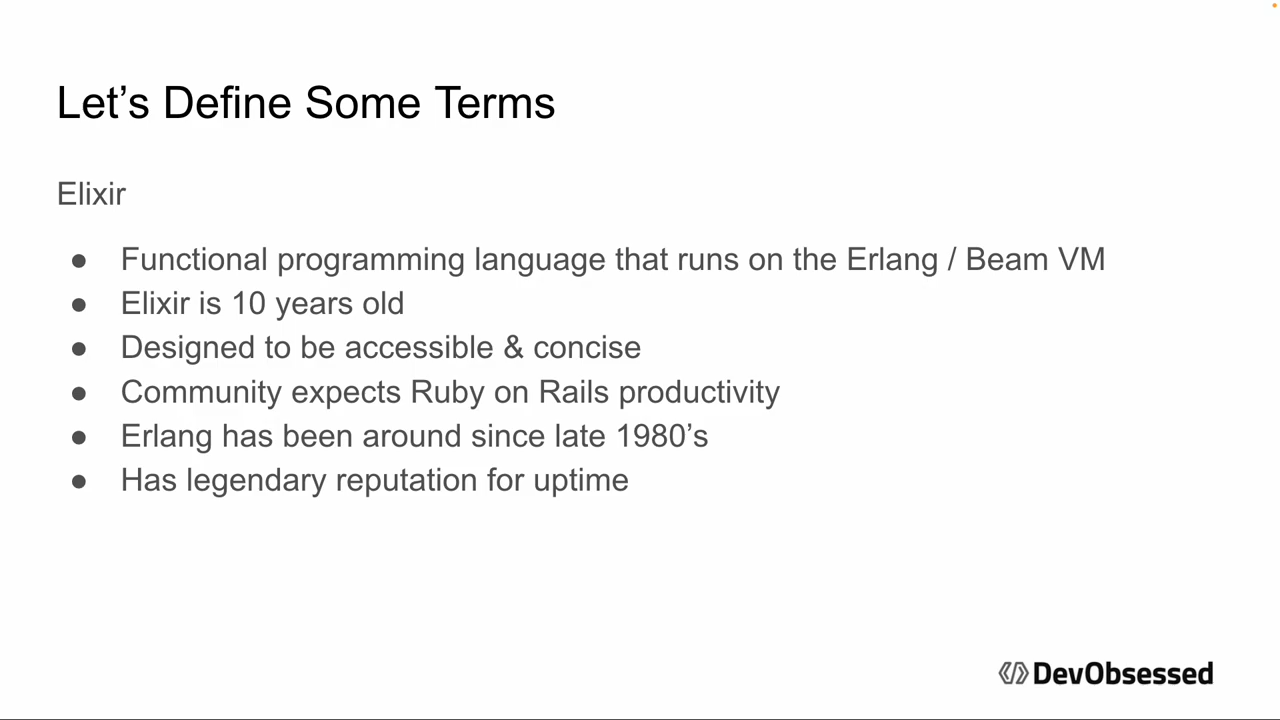 Let’s Define Some Terms
Elixir
● Functional programming language that runs on the Erlang / Beam VM
● Elixir is 10 years old
● Designed to be accessible & concise
● Community expects Ruby on Rails productivity
● Erlang has been around since late 1980’s
● Has legendary reputation for uptime
</> DevObsessed